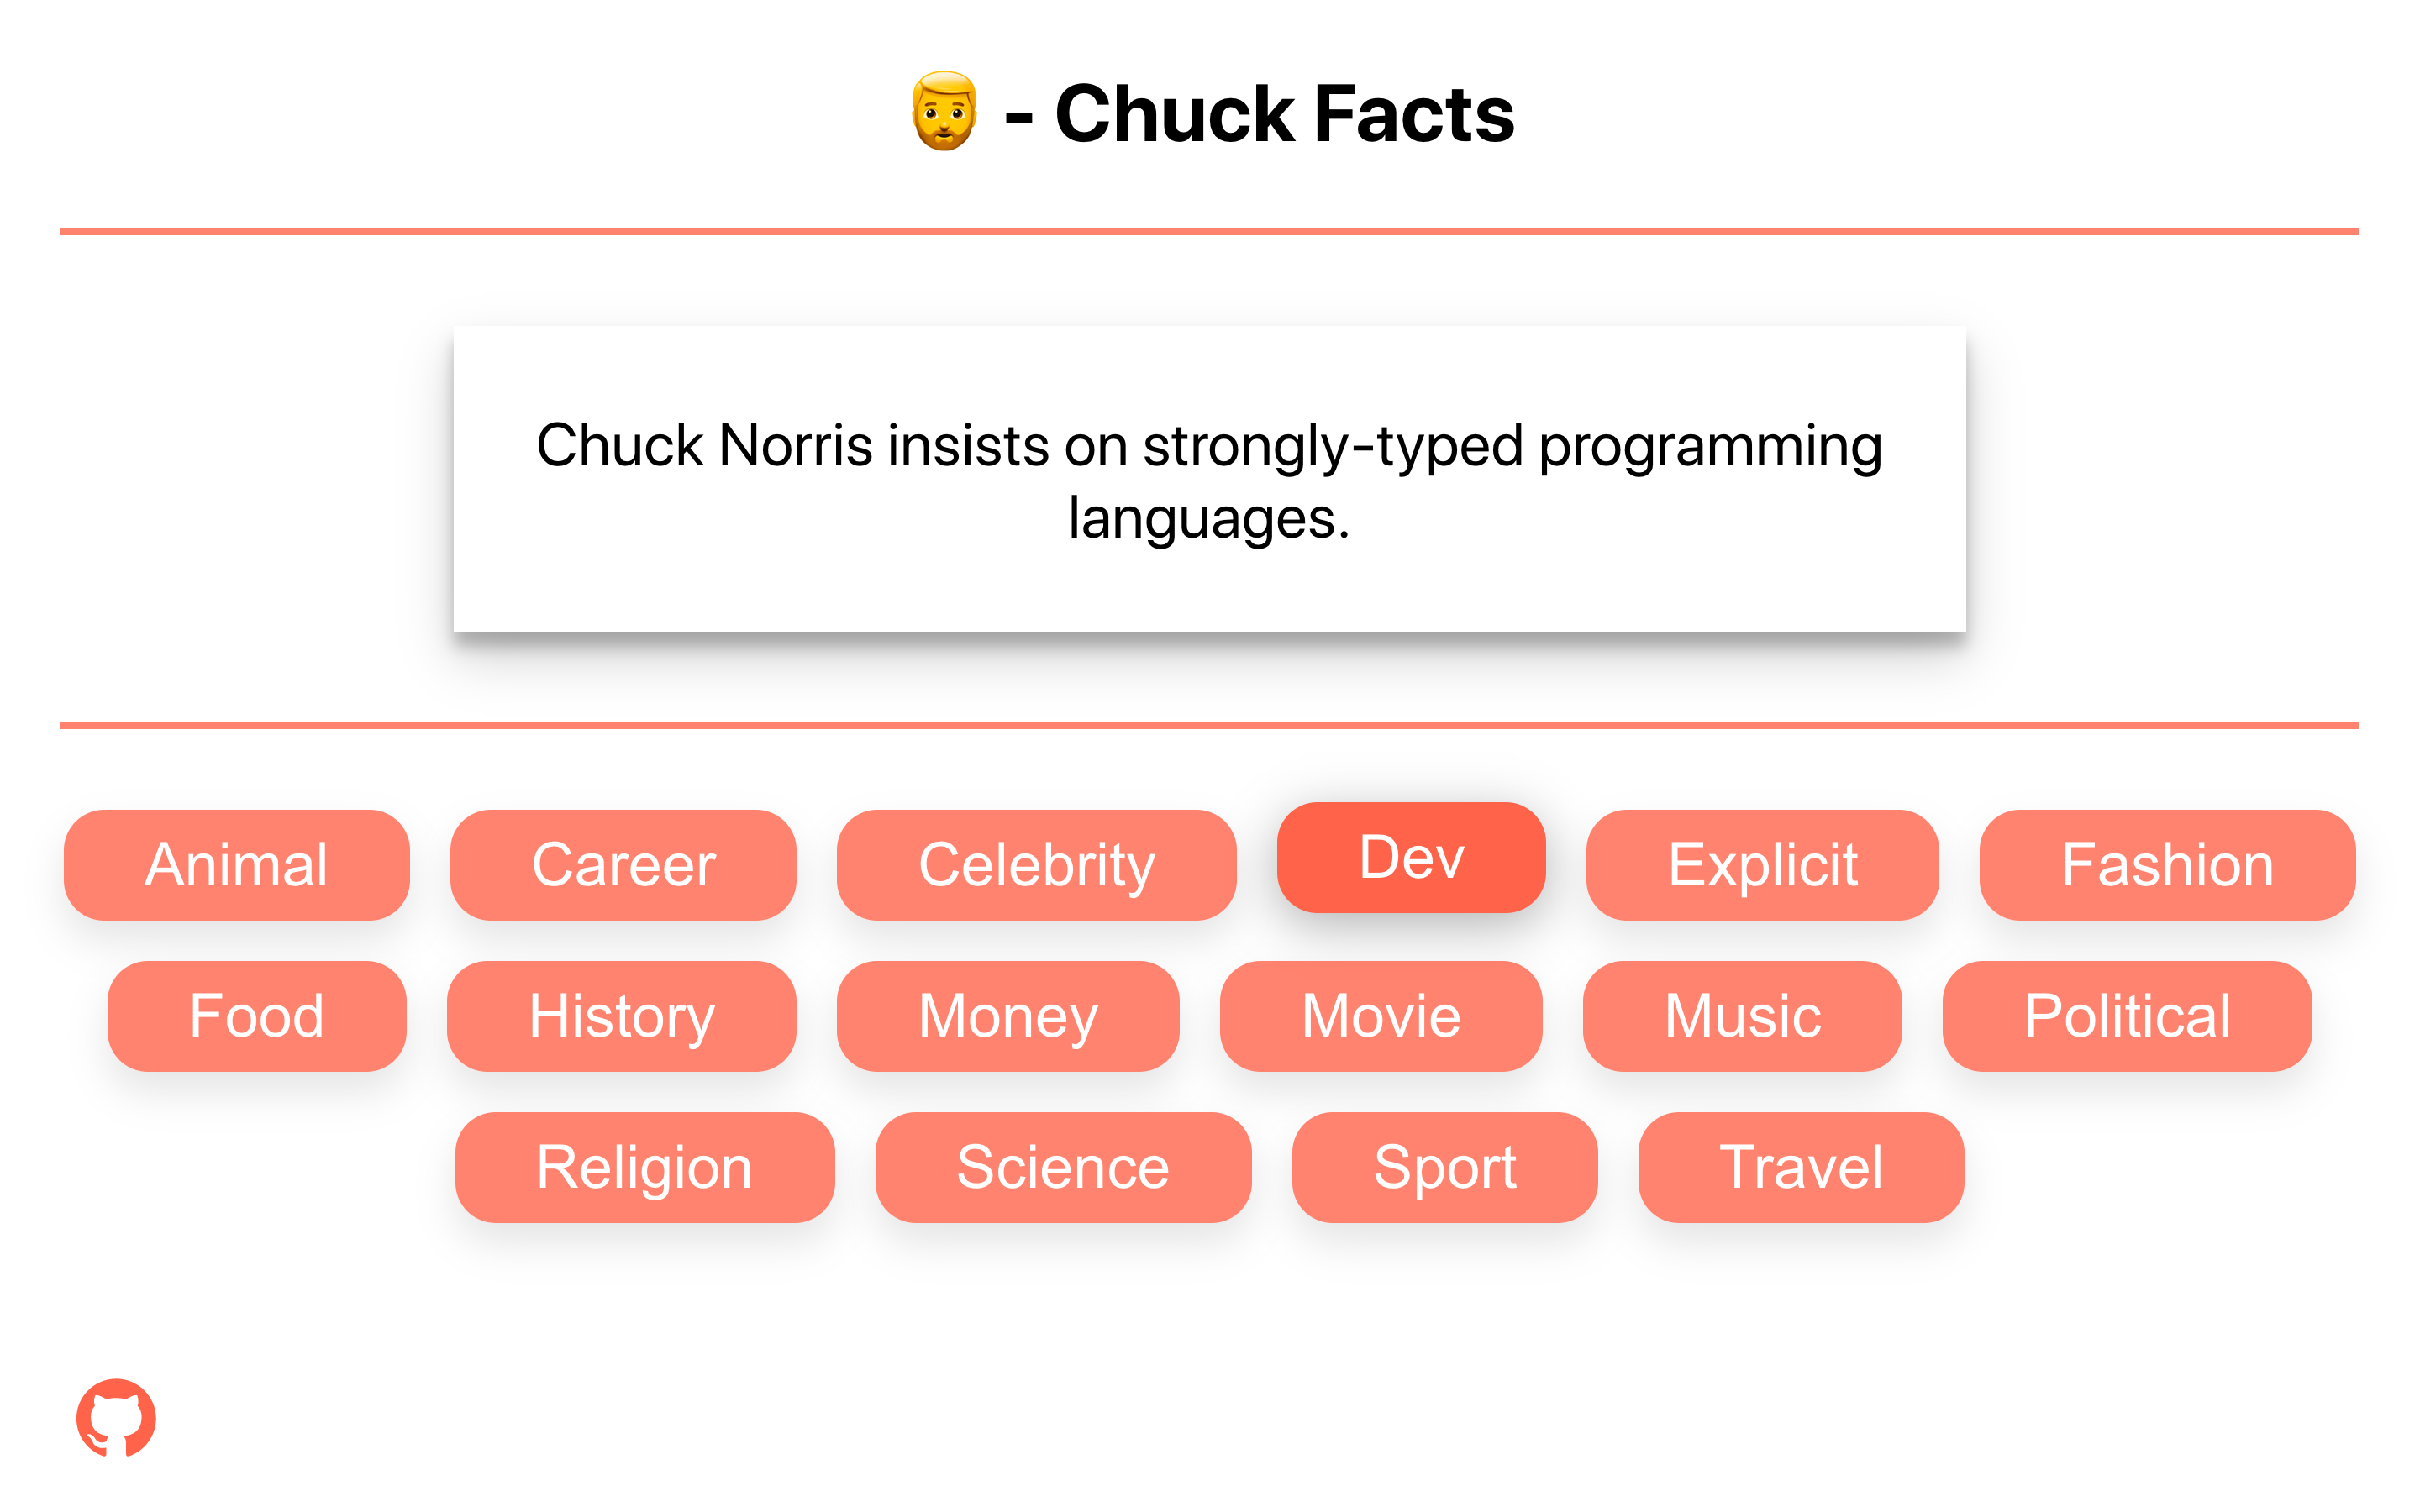 🧔 - Chuck Facts
Chuck Norris insists on strongly-typed programming
languages.
Animal Career Celebrity Dev Explicit Fashion
Food History Money Movie Music Political
Religion Science Sport Travel